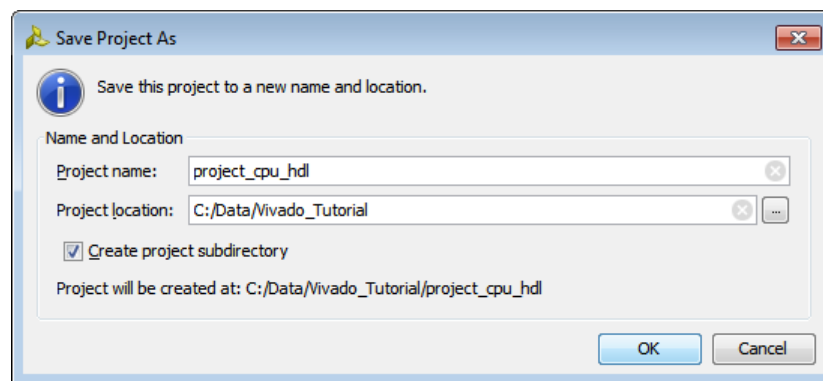 Save Project As
Save this project to a new name and location.
Name and Location
Project name: project_cpu_hdl
Project location: C:/Data/Vivado_Tutorial ...
Create project subdirectory
Project will be created at: C:/Data/Vivado_Tutorial/project_cpu_hdl
OK Cancel